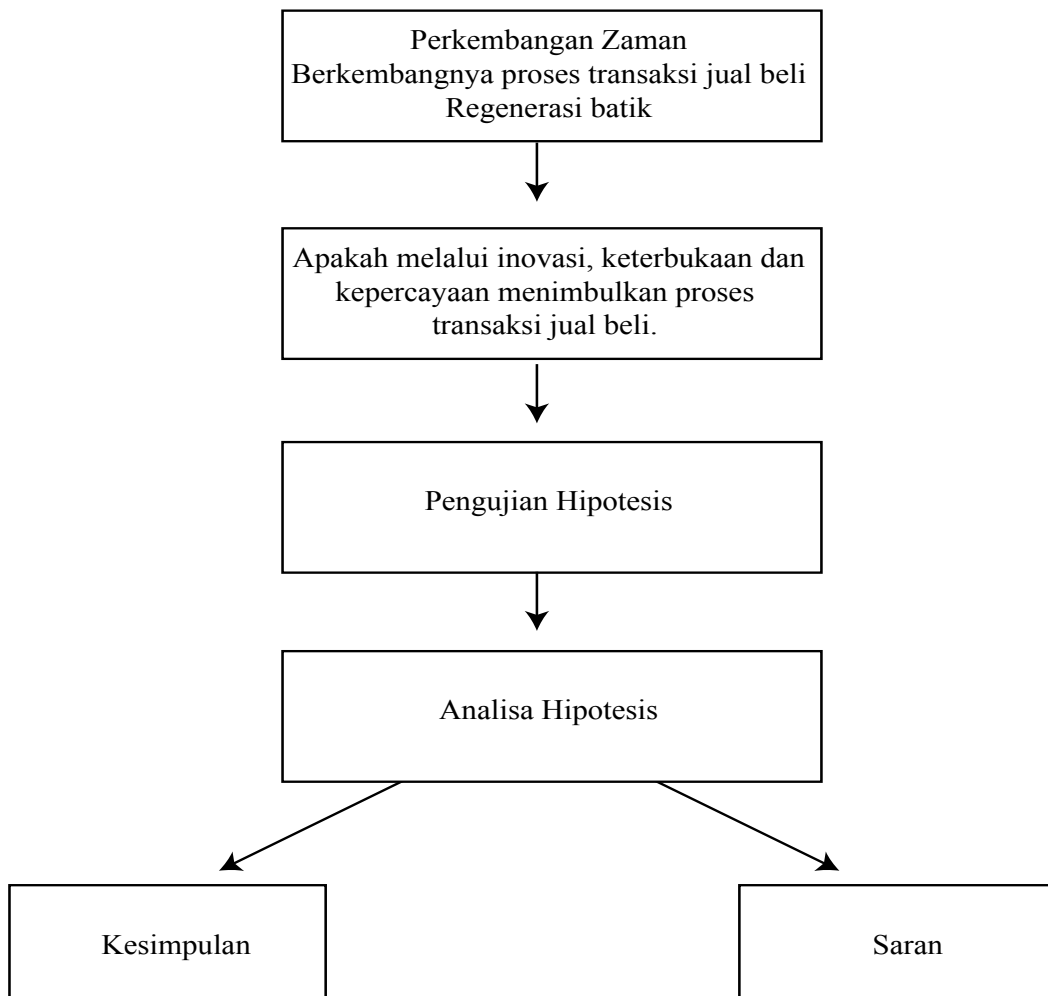 Perkembangan Zaman
Berkembangnya proses transaksi jual beli
Regenerasi batik
Apakah melalui inovasi, keterbukaan dan
kepercayaan menimbulkan proses
transaksi jual beli.
Pengujian Hipotesis
Analisa Hipotesis
Kesimpulan
Saran